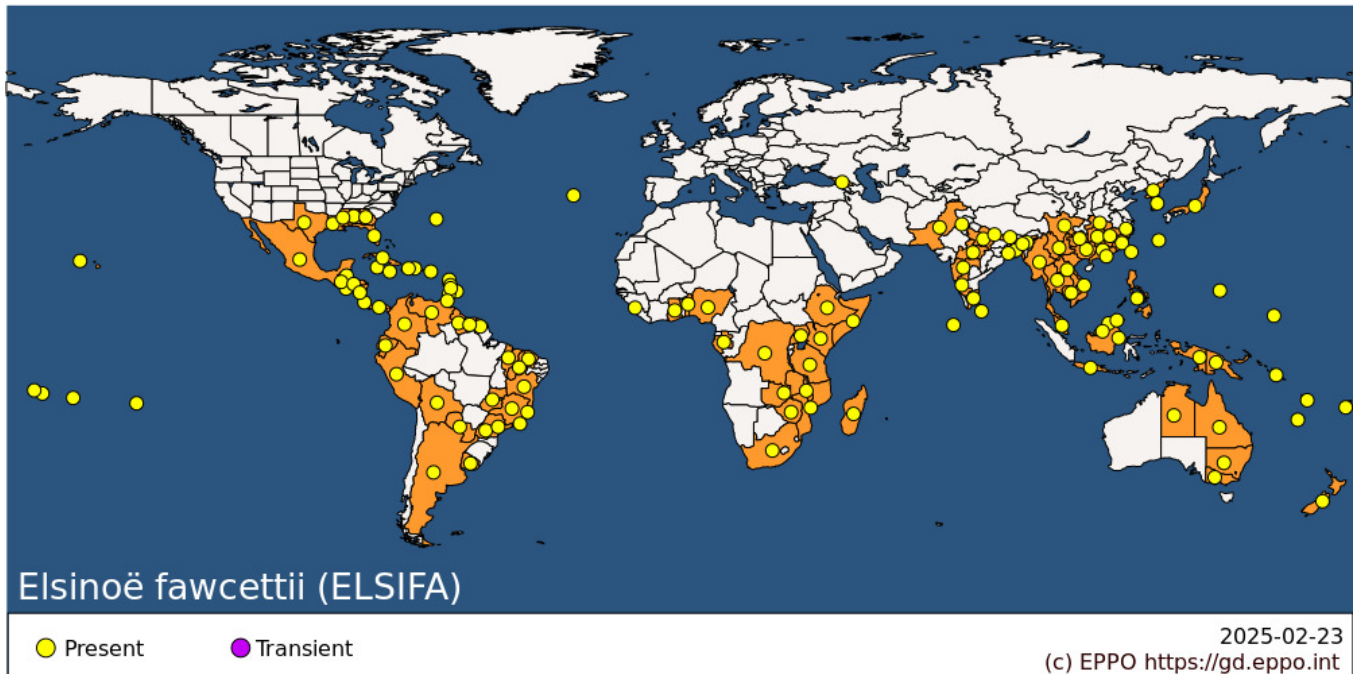 Elsinoë fawcettii (ELSIFA)
Present
Transient
2025-02-23
(c) EPPO https://gd.eppo.int